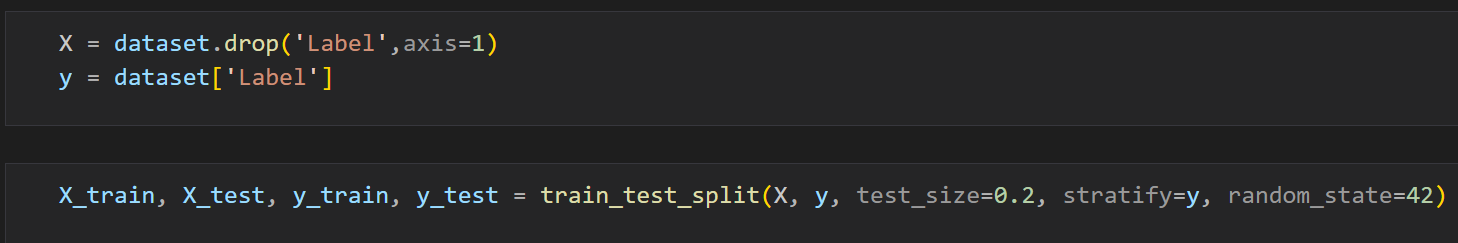 X = dataset.drop('Label',axis=1)
y = dataset['Label']
X_train, X_test, y_train, y_test = train_test_split(X, y, test_size=0.2, stratify=y, random_state=42)